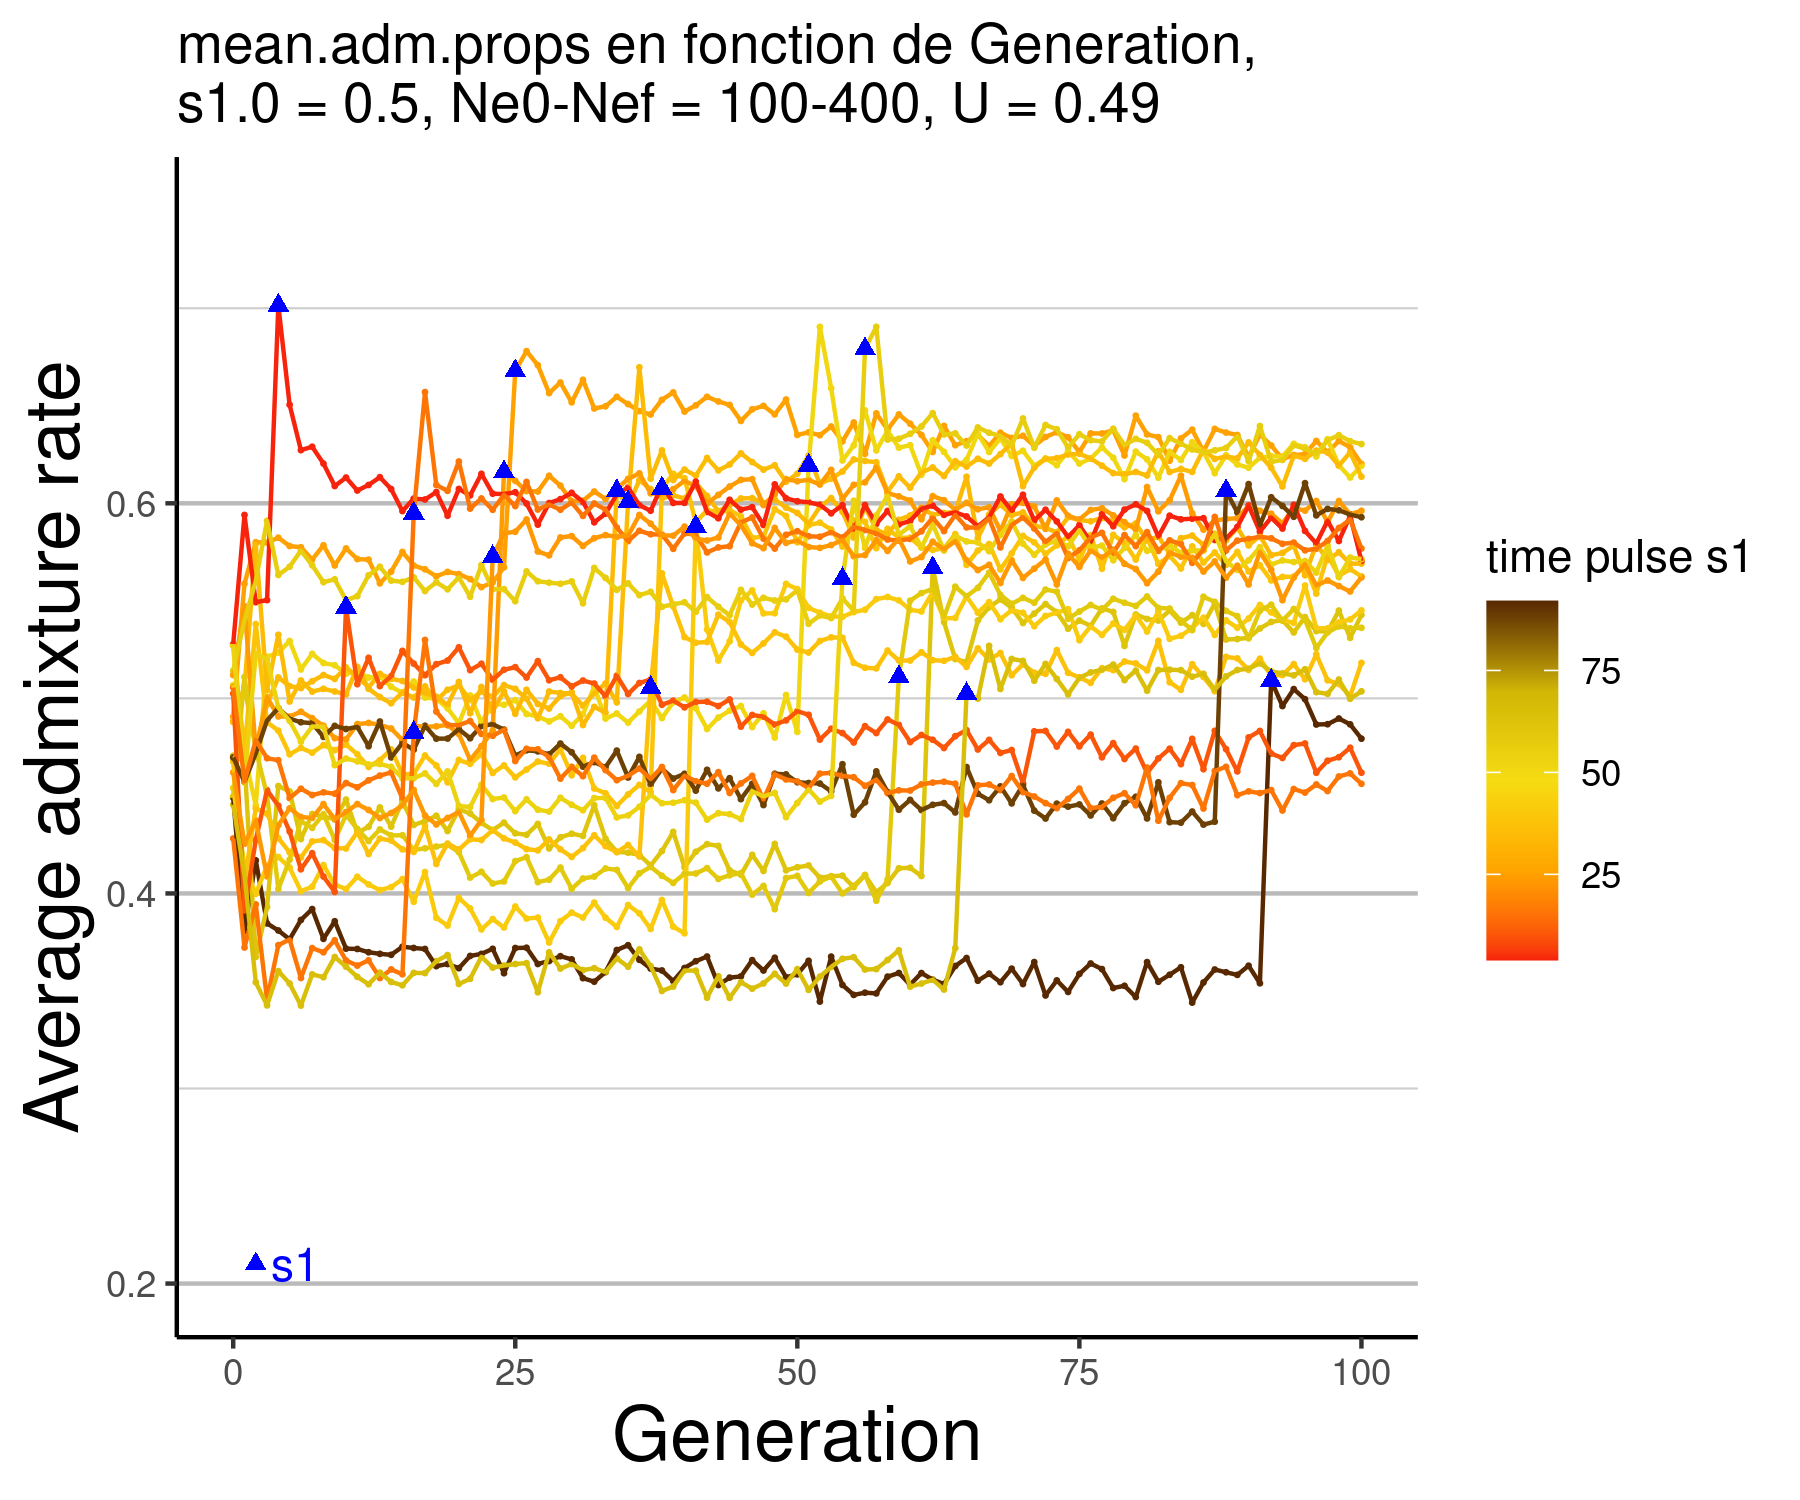 mean.adm.props en fonction de Generation,
s1.0 = 0.5, Ne0-Nef = 100-400, U = 0.49
Average admixture rate
0.6
0.4
0.2
s1
0
25
50
75
100
Generation
time pulse s1
75
50
25